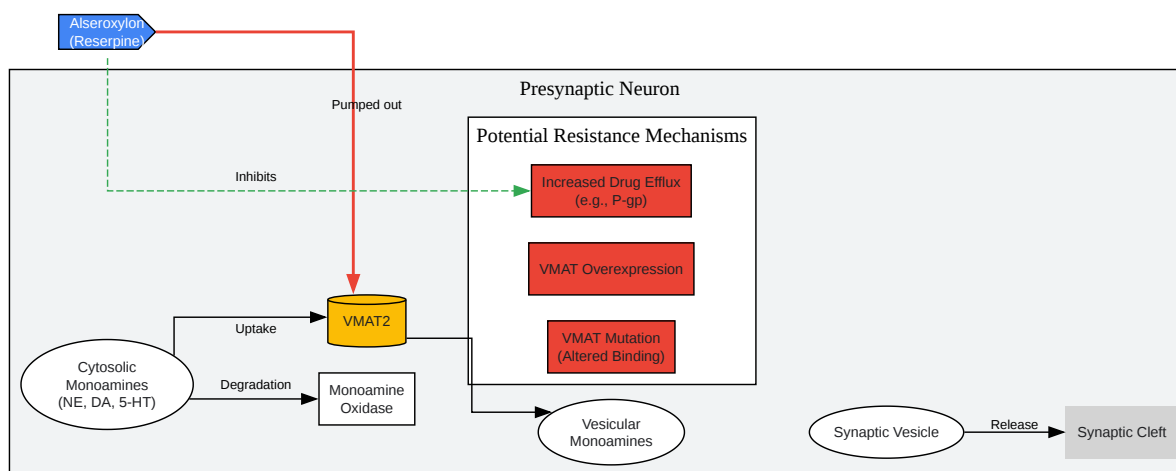 Alseroxylon
(Reserpine)
Pumped out
Presynaptic Neuron
Potential Resistance Mechanisms
Inhibits
Increased Drug Efflux
(e.g., P-gp)
VMAT Overexpression
VMAT2
Uptake
VMAT Mutation
(Altered Binding)
Cytosolic
Monoamines
(NE, DA, 5-HT)
Degradation
Monoamine
Oxidase
Vesicular
Monoamines
Synaptic Vesicle
Release
Synaptic Cleft